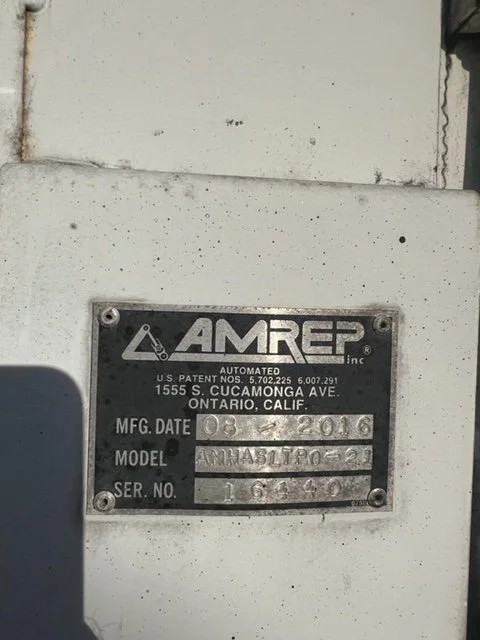 AMREP®
inc
AUTOMATED
U.S. PATENT NOS. 5,702,225 6,007,291
1555 S. CUCAMONGA AVE.
ONTARIO, CALIF.
MFG. DATE 08 - 2016
MODEL AMHASLTPO-21
SER. NO. 16440